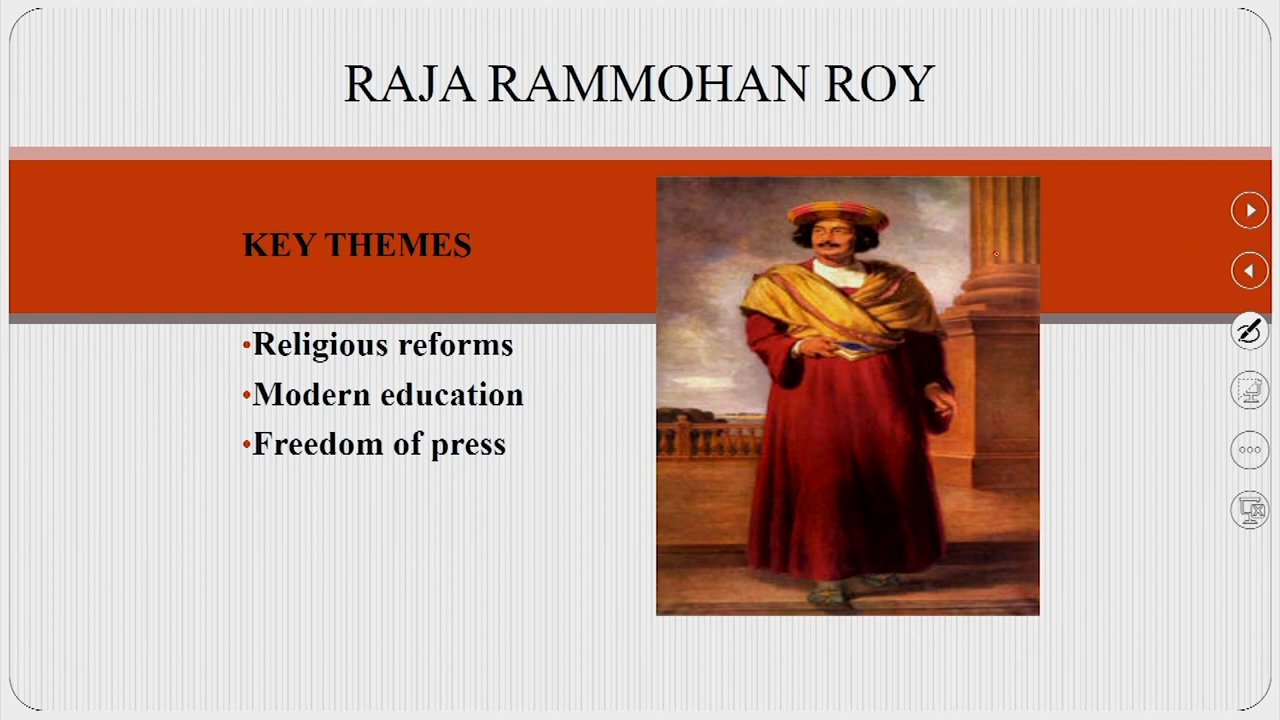 RAJA RAMMOHAN ROY
KEY THEMES
•Religious reforms
•Modern education
•Freedom of press